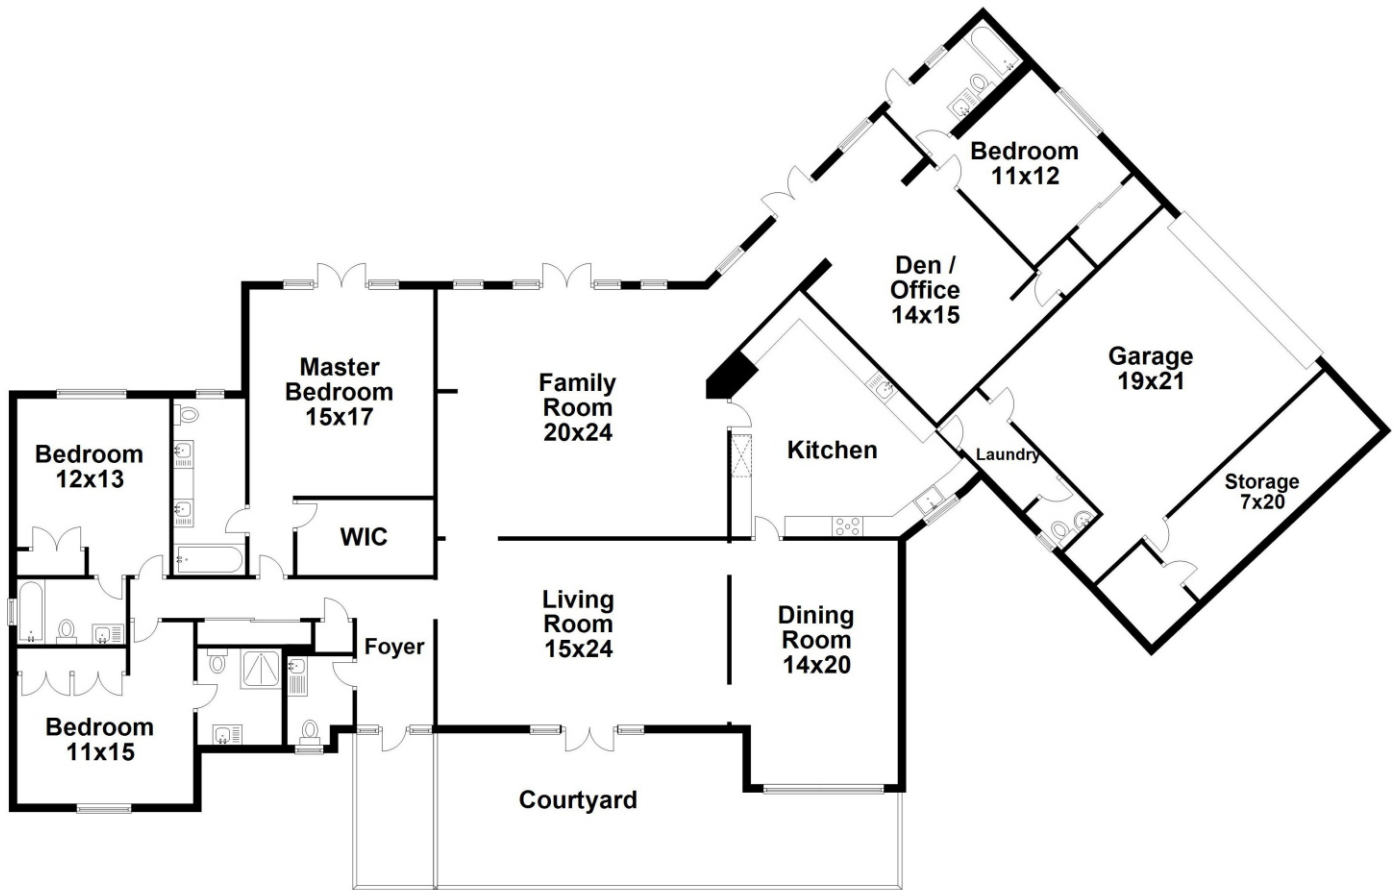 Bedroom
11x12
Den /
Office
14x15
Garage
19x21
Master
Bedroom
15x17
Family
Room
20x24
Bedroom
12x13
Kitchen
Laundry
Storage
7x20
WIC
Living
Room
15x24
Dining
Room
14x20
Foyer
Bedroom
11x15
Courtyard